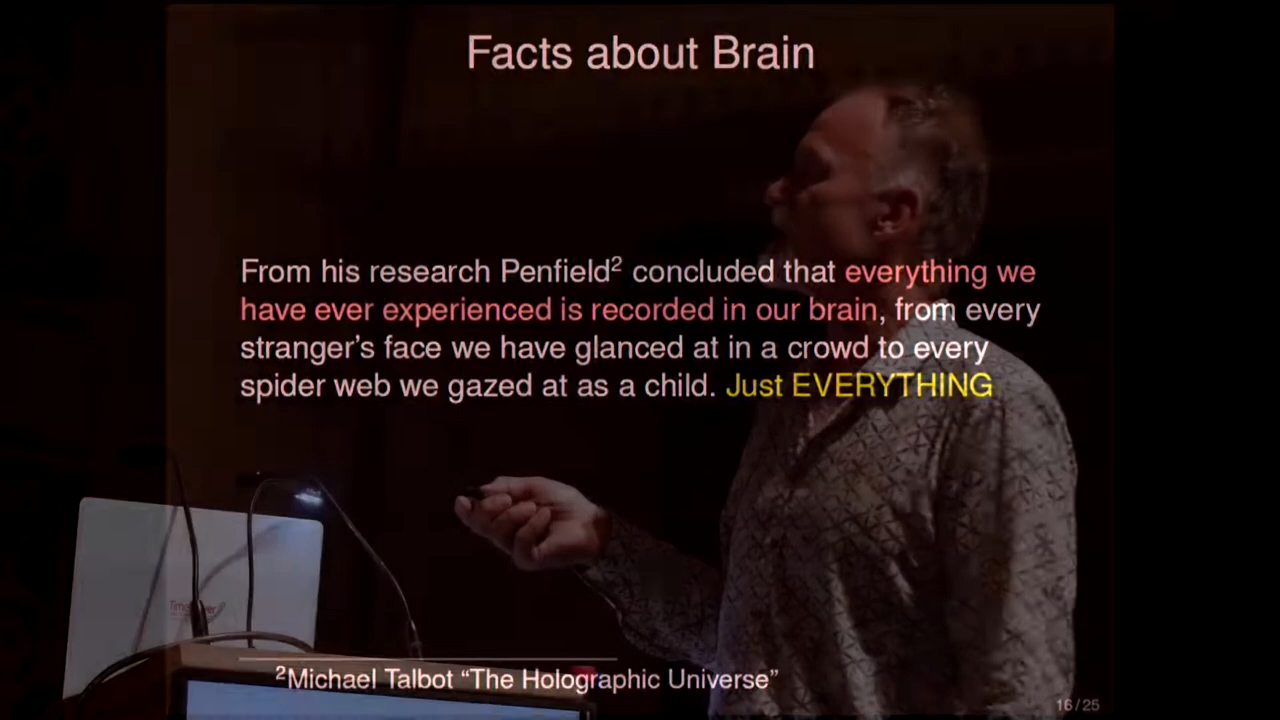 Facts about Brain
From his research Penfield² concluded that everything we
have ever experienced is recorded in our brain, from every
stranher's face we have glanced at in a crowd to every
spider web we gazed at as a child. Just EVERYTHING
²Michael Talbot “The Holographic Universe”
16/25